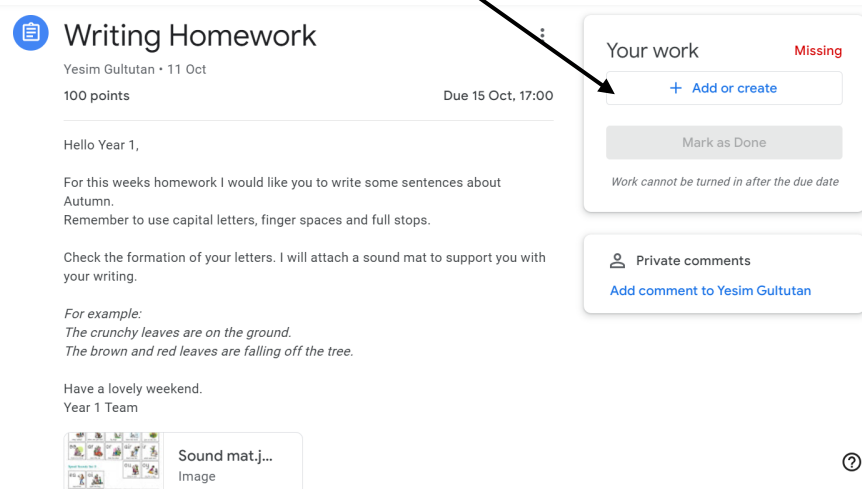 Writing Homework
Yesim Gultutan • 11 Oct
100 points
Due 15 Oct, 17:00
Hello Year 1,
For this weeks homework I would like you to write some sentences about
Autumn.
Remember to use capital letters, finger spaces and full stops.
Check the formation of your letters. I will attach a sound mat to support you with
your writing.
For example:
The crunchy leaves are on the ground.
The brown and red leaves are falling off the tree.
Have a lovely weekend.
Year 1 Team
Sound mat.j...
Image
Your work
Missing
+ Add or create
Mark as Done
Work cannot be turned in after the due date
Private comments
Add comment to Yesim Gultutan